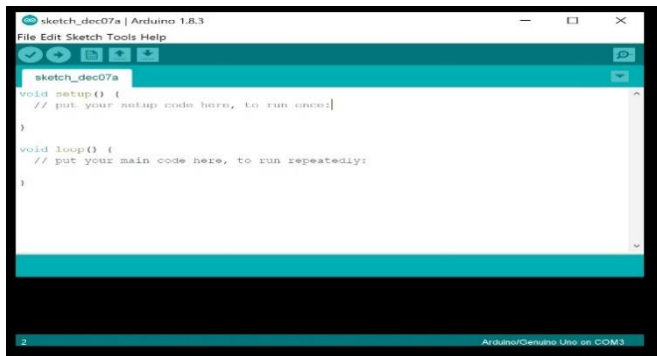 sketch_dec07a | Arduino 1.8.3
File Edit Sketch Tools Help
sketch_dec07a
void setup() {
  // put your setup code here, to run once:
}
void loop() {
  // put your main code here, to run repeatedly:
}
2
Arduino/Genuino Uno on COM3